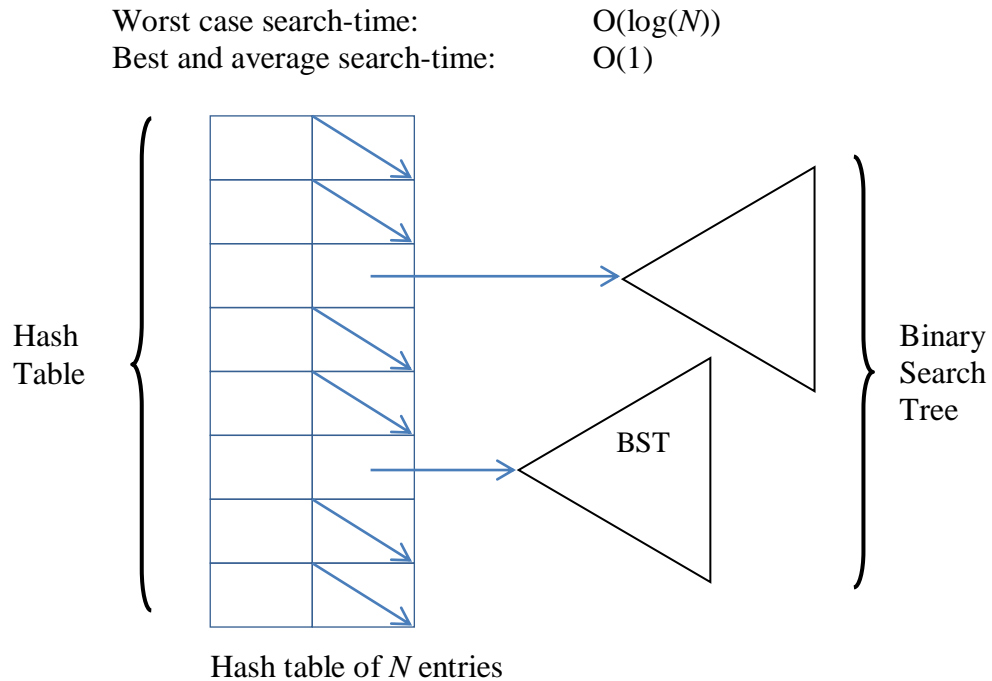 Worst case search-time: O(log(N))
Best and average search-time: O(1)
Hash
Table
Binary
Search
Tree
BST
Hash table of N entries